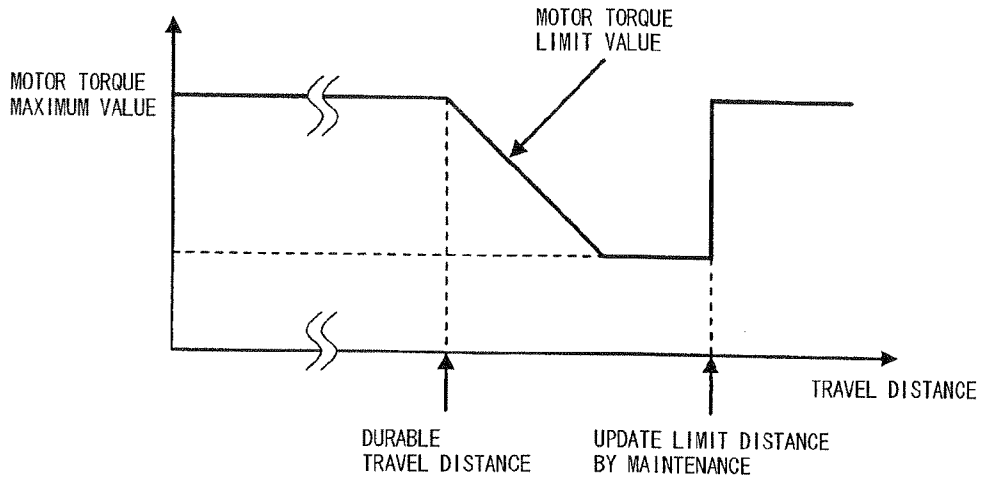 MOTOR TORQUE
LIMIT VALUE
MOTOR TORQUE
MAXIMUM VALUE
TRAVEL DISTANCE
DURABLE
TRAVEL DISTANCE
UPDATE LIMIT DISTANCE
BY MAINTENANCE